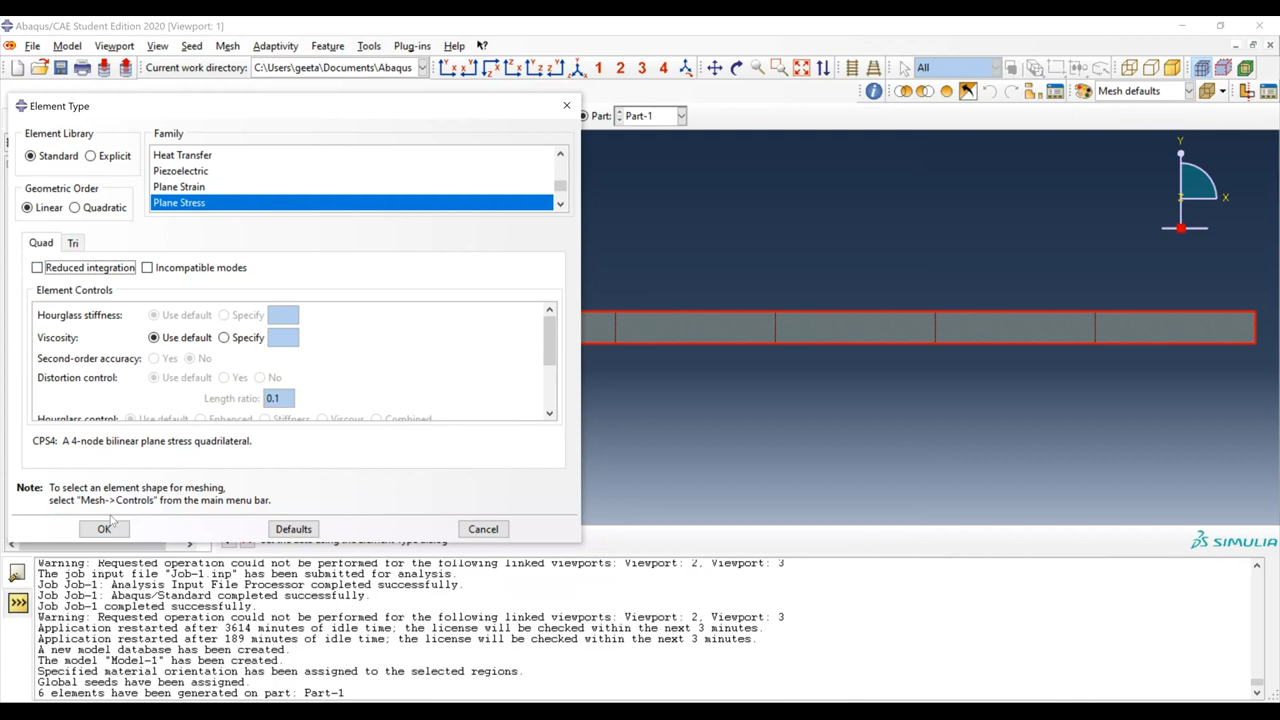 Abaqus/CAE Student Edition 2020 [Viewport: 1]
File Model Viewport View Seed Mesh Adaptivity Feature Tools Plug-ins Help
Current work directory: C:\Users\geeta\Documents\Abaqus 1 2 3 4 All
Mesh defaults
Element Type
Part: Part-1
Element Library
Standard Explicit
Geometric Order
Linear Quadratic
Family
Heat Transfer
Piezoelectric
Plane Strain
Plane Stress
Quad Tri
Reduced integration Incompatible modes
Element Controls
Hourglass stiffness: Use default Specify
Viscosity: Use default Specify
Second-order accuracy: Yes No
Distortion control: Use default Yes No
Length ratio: 0.1
Hourglass control: Use default Enhanced Stiffness Viscous Combined
CPS4: A 4-node bilinear plane stress quadrilateral.
Note: To select an element shape for meshing,
select "Mesh->Controls" from the main menu bar.
OK Defaults Cancel
Y
Z X
SIMULIA
Warning: Requested operation could not be performed for the following linked viewports: Viewport: 2, Viewport: 3
The job input file "Job-1.inp" has been submitted for analysis.
Job Job-1: Analysis Input File Processor completed successfully.
Job Job-1: Abaqus/Standard completed successfully.
Job Job-1 completed successfully.
Warning: Requested operation could not be performed for the following linked viewports: Viewport: 2, Viewport: 3
Application restarted after 3614 minutes of idle time; the license will be checked within the next 3 minutes.
Application restarted after 189 minutes of idle time; the license will be checked within the next 3 minutes.
A new model database has been created.
The model "Model-1" has been created.
Specified material orientation has been assigned to the selected regions.
Global seeds have been assigned.
6 elements have been generated on part: Part-1